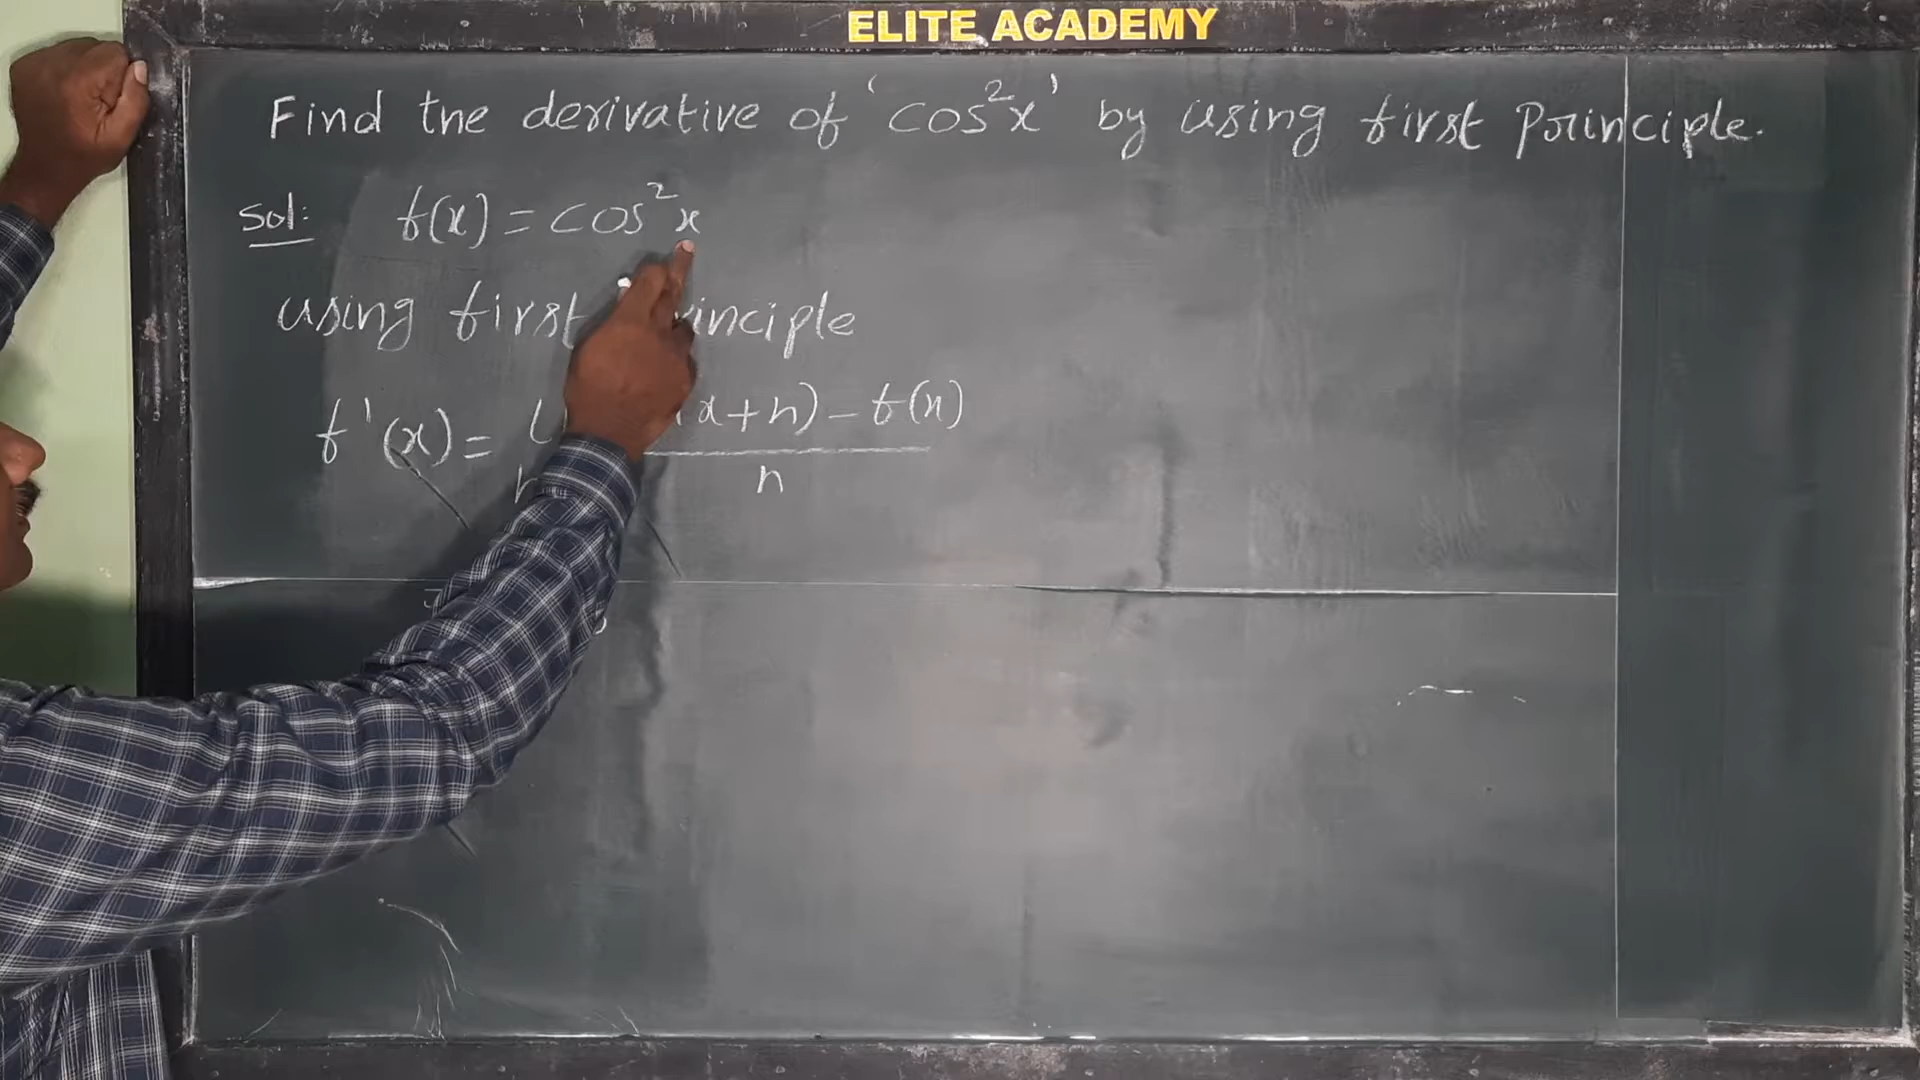 ELITE ACADEMY
Find the derivative of 'cos²x' by using first Principle.
Sol: f(x) = cos²x
using first
f'(x) = x+h) - f(x)
h